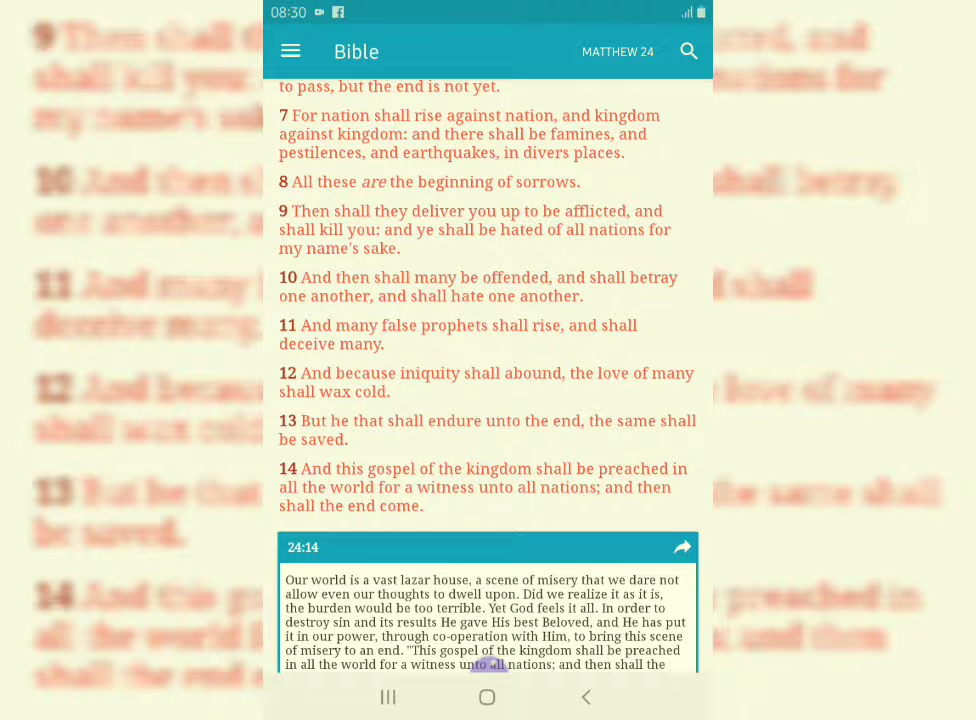 08:30
Bible
MATTHEW 24
to pass, but the end is not yet.
7 For nation shall rise against nation, and kingdom
against kingdom: and there shall be famines, and
pestilences, and earthquakes, in divers places.
8 All these are the beginning of sorrows.
9 Then shall they deliver you up to be afflicted, and
shall kill you: and ye shall be hated of all nations for
my name's sake.
10 And then shall many be offended, and shall betray
one another, and shall hate one another.
11 And many false prophets shall rise, and shall
deceive many.
12 And because iniquity shall abound, the love of many
shall wax cold.
13 But he that shall endure unto the end, the same shall
be saved.
14 And this gospel of the kingdom shall be preached in
all the world for a witness unto all nations; and then
shall the end come.
24:14
Our world is a vast lazar house, a scene of misery that we dare not
allow even our thoughts to dwell upon. Did we realize it as it is,
the burden would be too terrible. Yet God feels it all. In order to
destroy sin and its results He gave His best Beloved, and He has put
it in our power, through co-operation with Him, to bring this scene
of misery to an end. "This gospel of the kingdom shall be preached
in all the world for a witness unto all nations; and then shall the